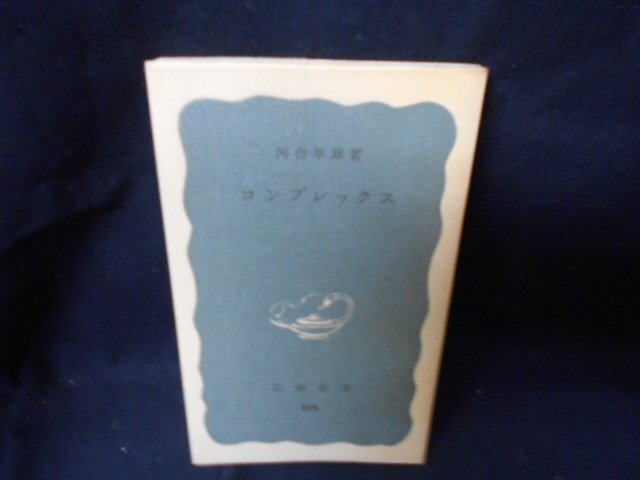 河合隼雄著
コンプレックス
岩波新書